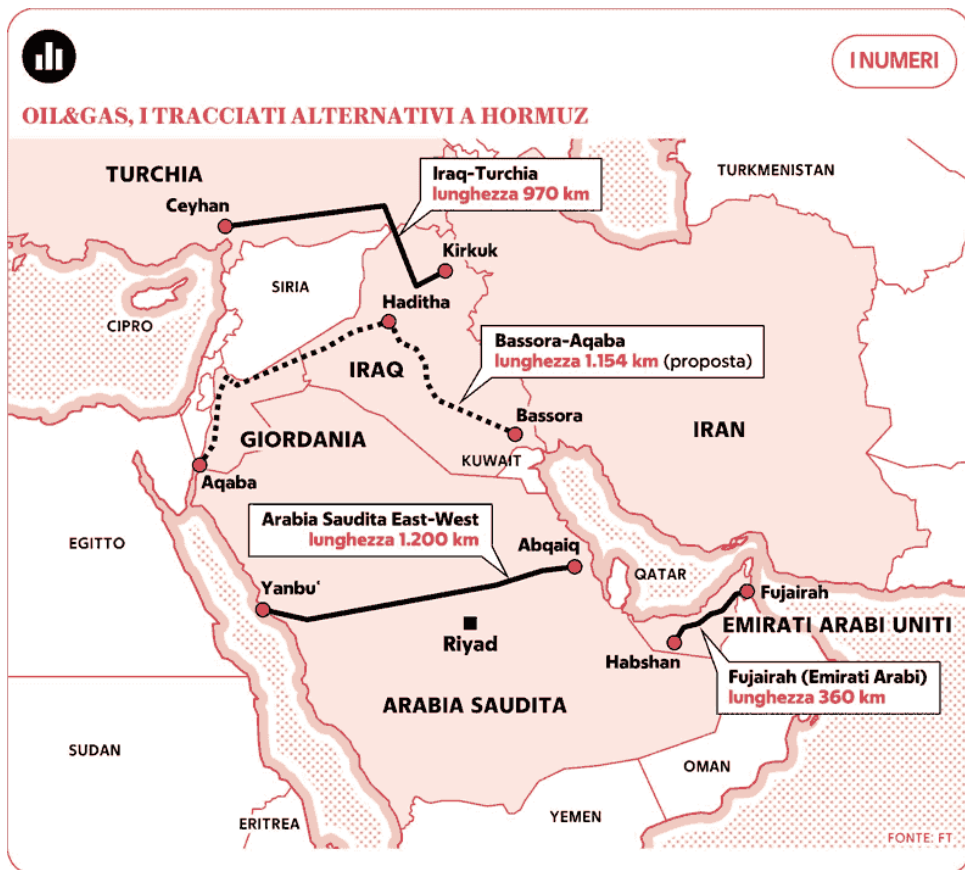 I NUMERI
OIL&GAS, I TRACCIATI ALTERNATIVI A HORMUZ
TURCHIA
Ceyhan
Iraq-Turchia
lunghezza 970 km
TURKMENISTAN
Kirkuk
SIRIA
Haditha
CIPRO
Bassora-Aqaba
lunghezza 1.154 km (proposta)
IRAQ
Bassora
IRAN
GIORDANIA
KUWAIT
Aqaba
Arabia Saudita East-West
lunghezza 1.200 km
EGITTO
Abqaiq
QATAR
Yanbu‘
Fujairah
EMIRATI ARABI UNITI
Riyad
Habshan
Fujairah (Emirati Arabi)
lunghezza 360 km
ARABIA SAUDITA
SUDAN
OMAN
YEMEN
ERITREA
FONTE: FT